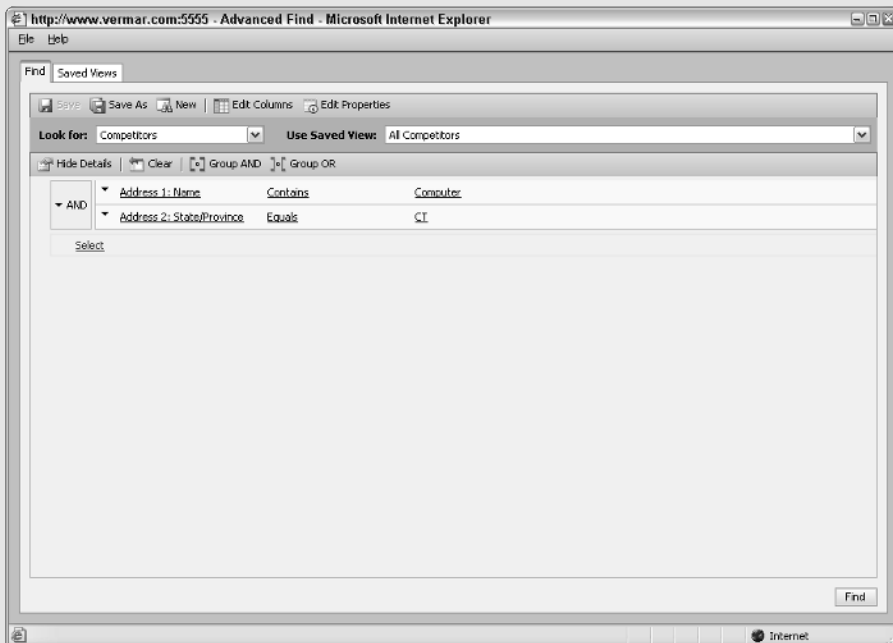 http://www.vermar.com:5555 - Advanced Find - Microsoft Internet Explorer
File Help
Find Saved Views
Save Save As New Edit Columns Edit Properties
Look for: Competitors Use Saved View: All Competitors
Hide Details Clear Group AND Group OR
AND
Address 1: Name Contains Computer
Address 2: State/Province Equals CT
Select
Find
Internet